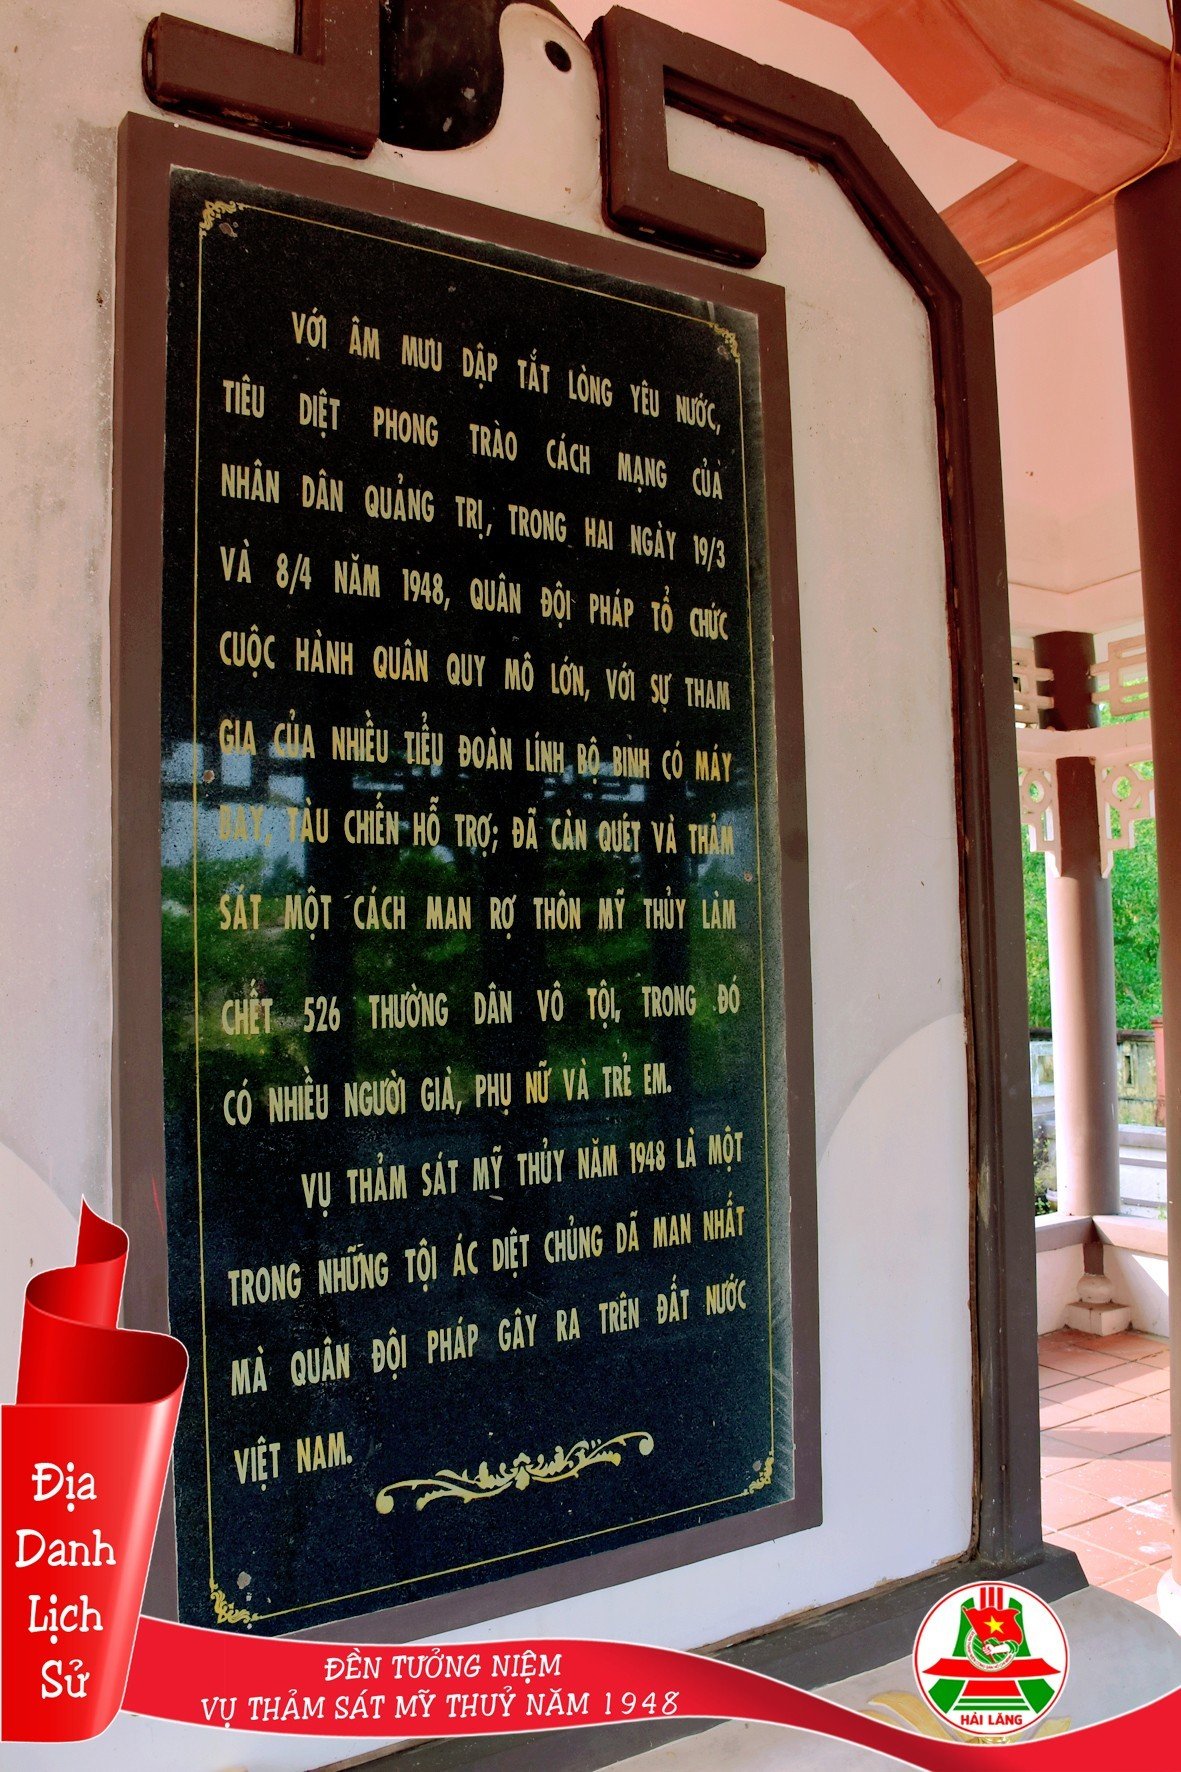 VỚI ÂM MƯU DẬP TẮT LÒNG YÊU NƯỚC,
TIÊU DIỆT PHONG TRÀO CÁCH MẠNG CỦA
NHÂN DÂN QUẢNG TRỊ, TRONG HAI NGÀY 19/3
VÀ 8/4 NĂM 1948, QUÂN ĐỘI PHÁP TỔ CHỨC
CUỘC HÀNH QUÂN QUY MÔ LỚN, VỚI SỰ THAM
GIA CỦA NHIỀU TIỂU ĐOÀN LÍNH BỘ BINH CÓ MÁY
BAY, TÀU CHIẾN HỖ TRỢ; ĐÃ CÀN QUÉT VÀ THẢM
SÁT MỘT CÁCH MAN RỢ THÔN MỸ THỦY LÀM
CHẾT 526 THƯỜNG DÂN VÔ TỘI, TRONG ĐÓ
CÓ NHIỀU NGƯỜI GIÀ, PHỤ NỮ VÀ TRẺ EM.
VỤ THẢM SÁT MỸ THỦY NĂM 1948 LÀ MỘT
TRONG NHỮNG TỘI ÁC DIỆT CHỦNG DÃ MAN NHẤT
MÀ QUÂN ĐỘI PHÁP GÂY RA TRÊN ĐẤT NƯỚC
VIỆT NAM.
Địa
Danh
Lịch
Sử
ĐỀN TƯỞNG NIỆM
VỤ THẢM SÁT MỸ THUỶ NĂM 1948
HẢI LĂNG